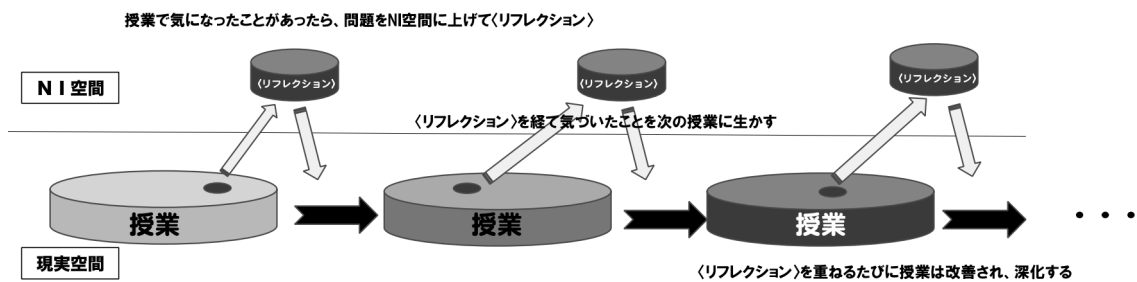 授業で気になったことがあったら、問題をNI空間に上げて〈リフレクション〉
〈リフレクション〉
〈リフレクション〉
〈リフレクション〉
ＮＩ空間
〈リフレクション〉を経て気づいたことを次の授業に生かす
授業
授業
授業
・・・
現実空間
〈リフレクション〉を重ねるたびに授業は改善され、深化する